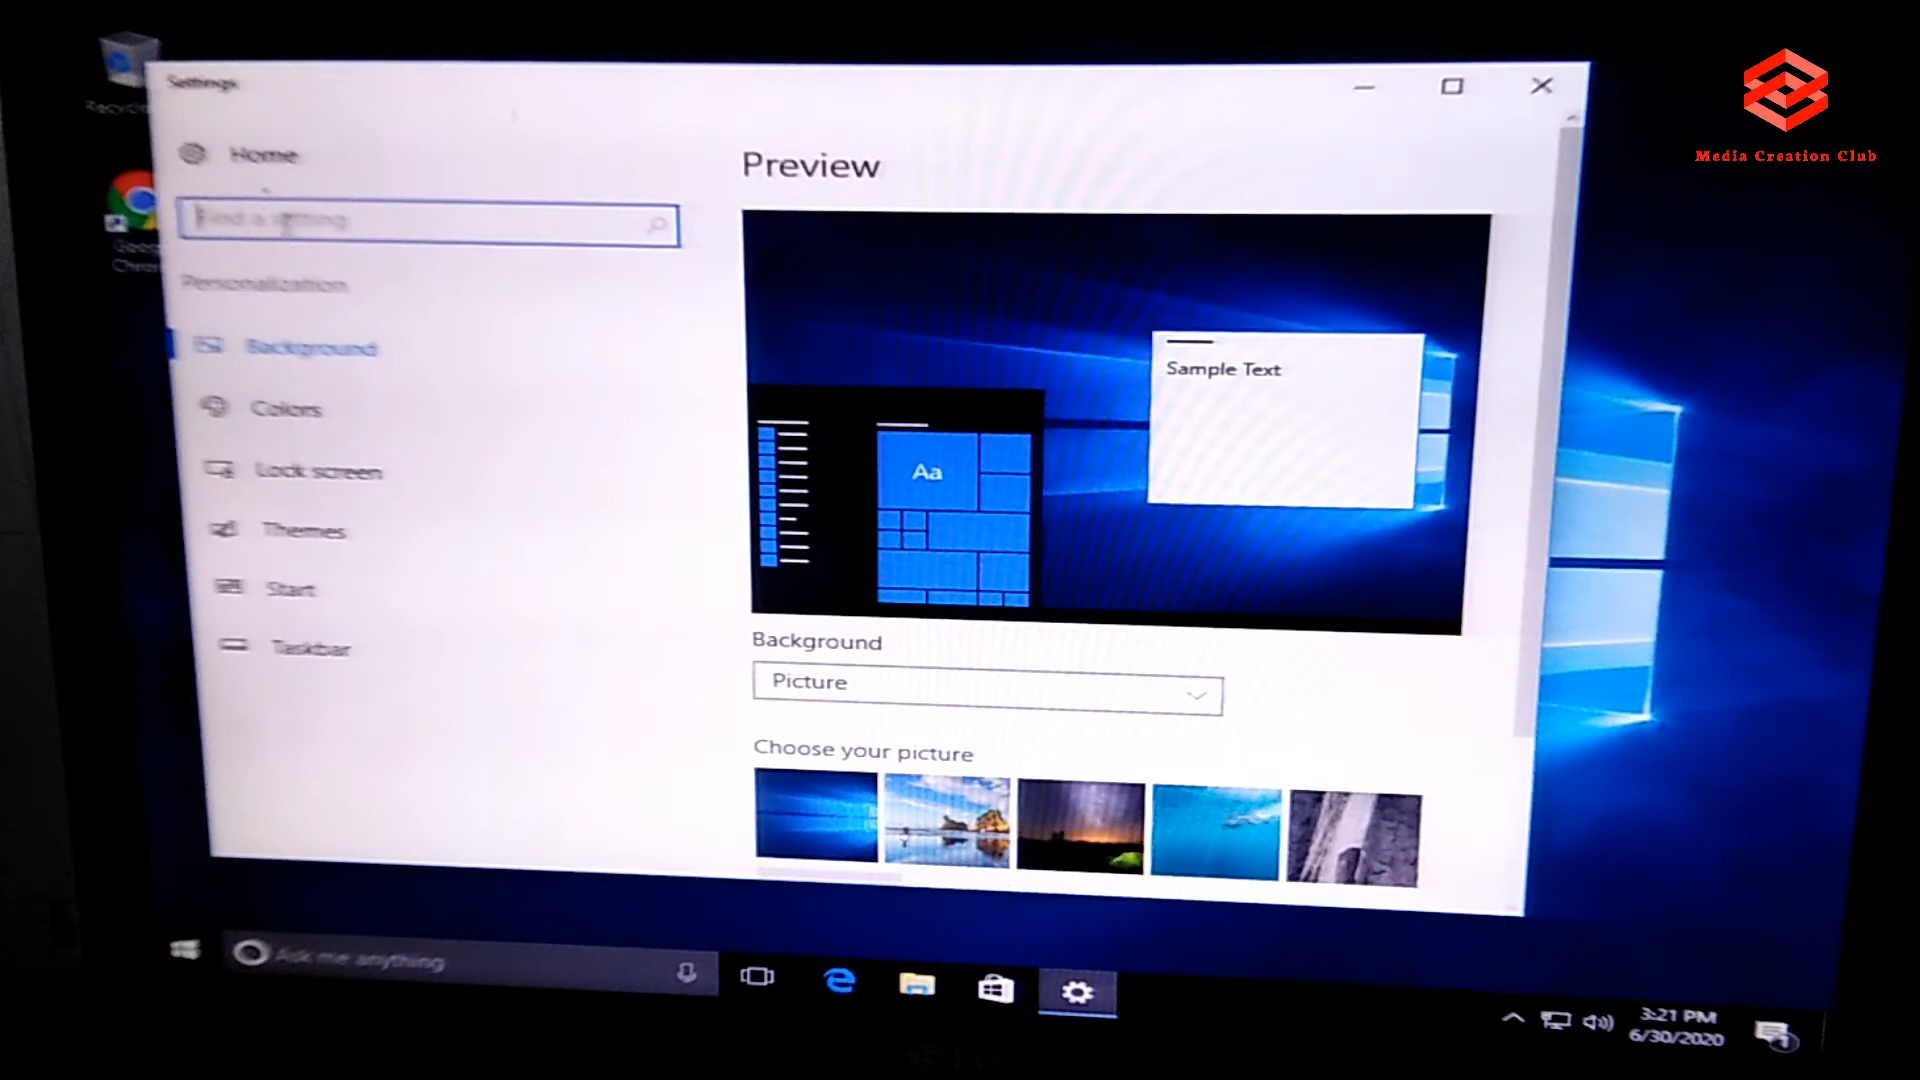 Settings
Media Creation Club
Home
Preview
Find a setting
Personalization
Background
Colors
Lock screen
Themes
Start
Taskbar
Sample Text
Aa
Background
Picture
Choose your picture
Ask me anything
3:21 PM
6/30/2020